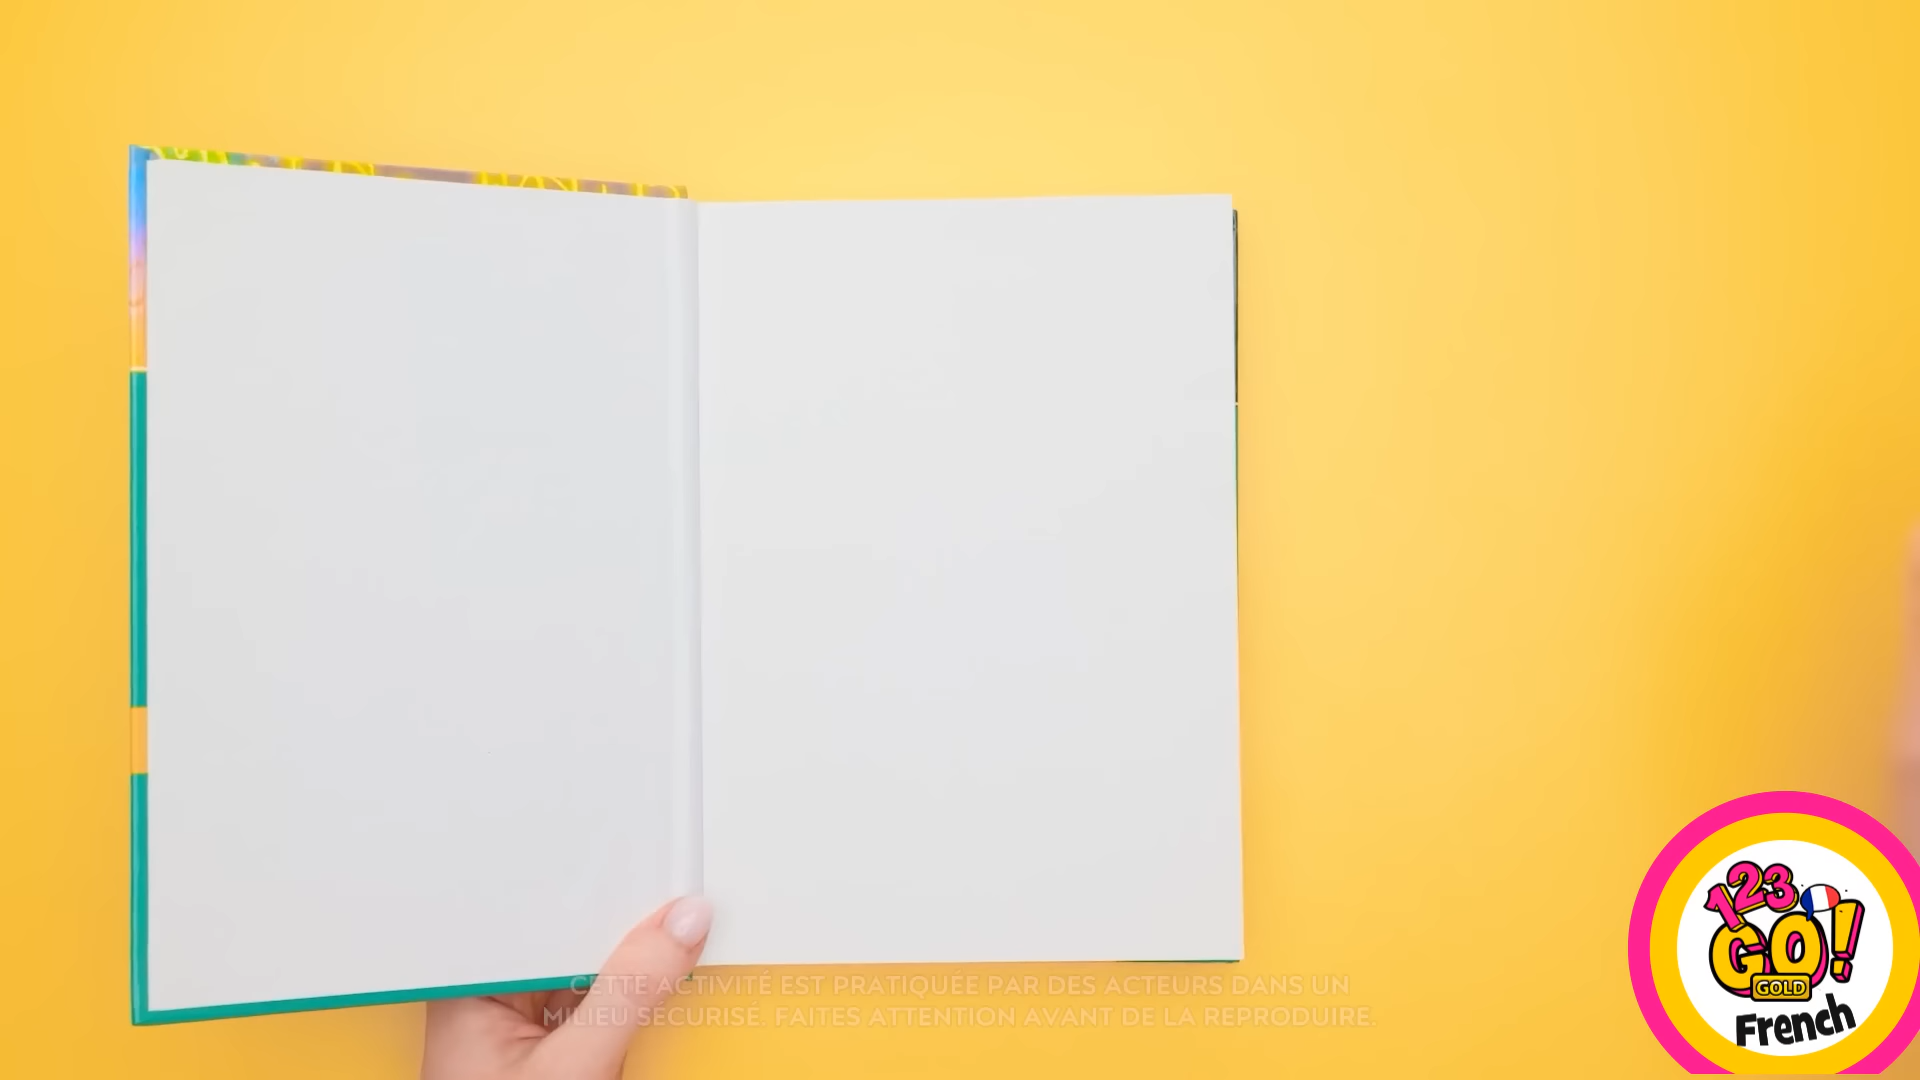 CETTE ACTIVITÉ EST PRATIQUÉE PAR DES ACTEURS DANS UN
MILIEU SÉCURISÉ. FAITES ATTENTION AVANT DE LA REPRODUIRE.
123
GO!
GOLD
French